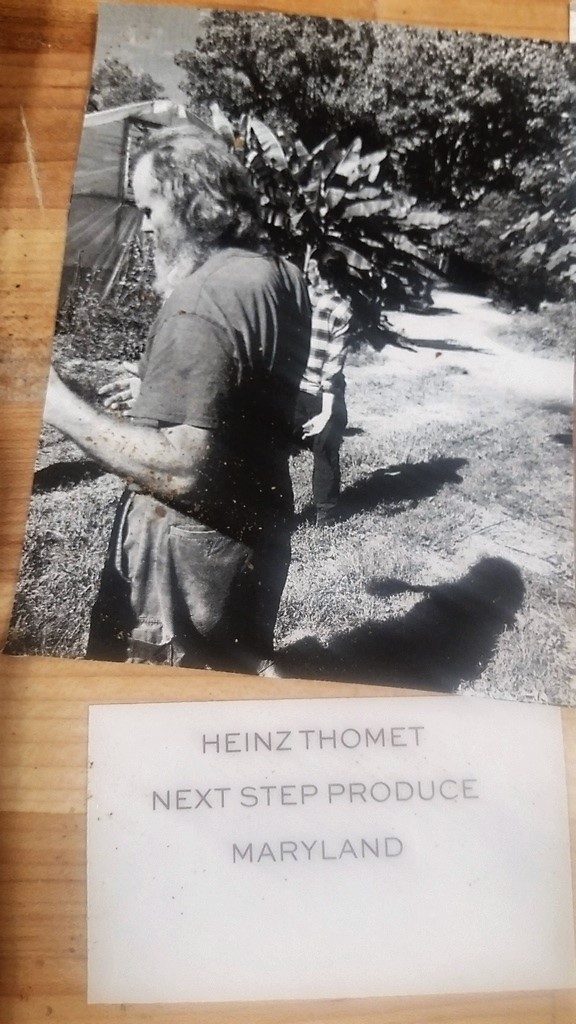 HEINZ THOMET
NEXT STEP PRODUCE
MARYLAND